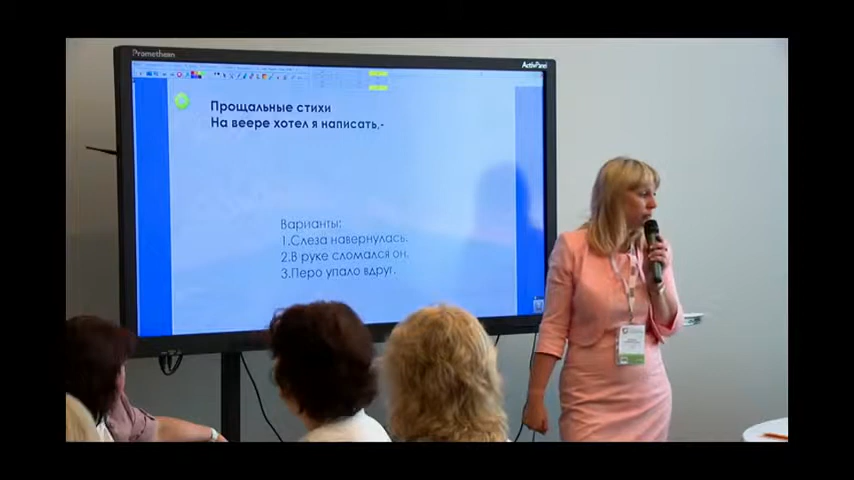 Promethean
ActivPanel
Прощальные стихи
На веере хотел я написать,-
Варианты:
1.Слеза навернулась.
2.В руке сломался он.
3.Перо упало вдруг.